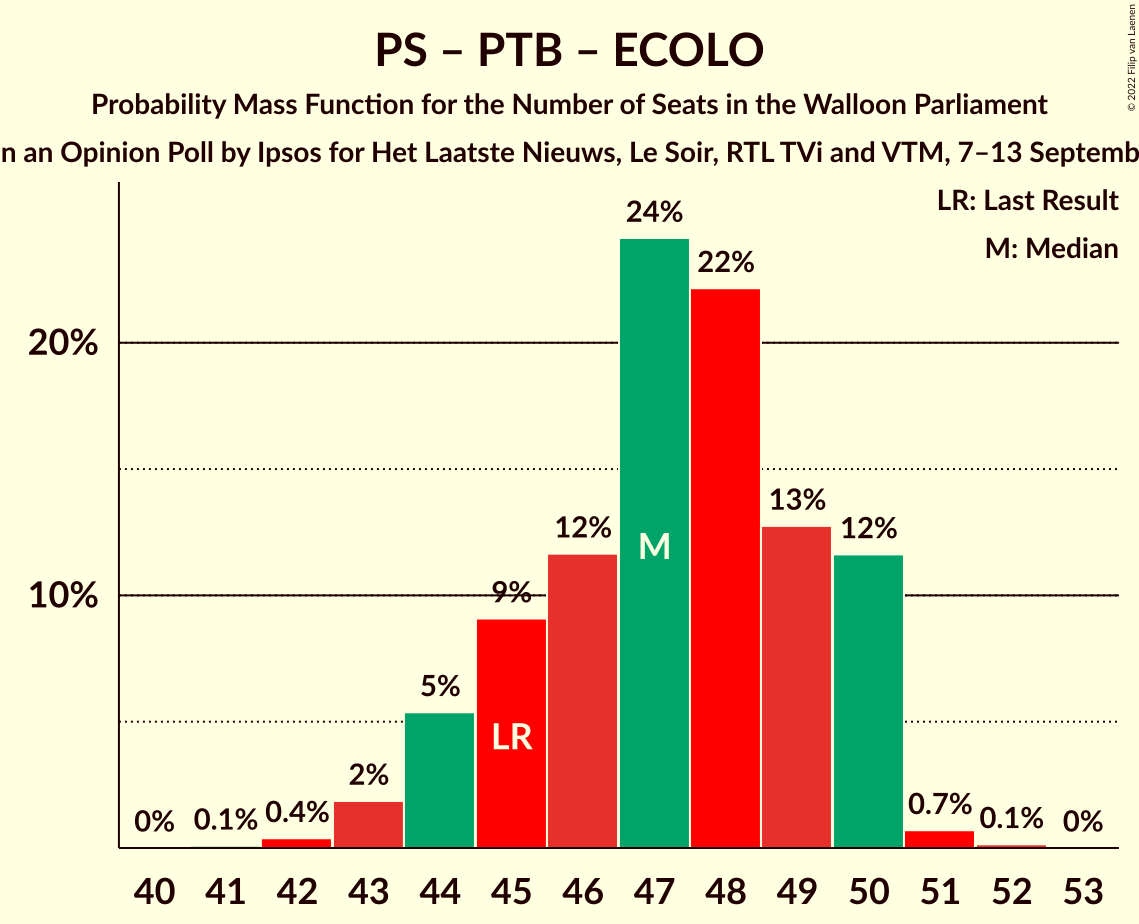 PS – PTB – ECOLO
Probability Mass Function for the Number of Seats in the Walloon Parliament
n an Opinion Poll by Ipsos for Het Laatste Nieuws, Le Soir, RTL TVi and VTM, 7–13 Septemb
© 2022 Filip van Laenen
LR: Last Result
M: Median
24%
22%
20%
13%
12%
12%
M
10%
9%
5%
LR
2%
0%
0.1%
0.4%
0.7%
0.1%
0%
40 41 42 43 44 45 46 47 48 49 50 51 52 53